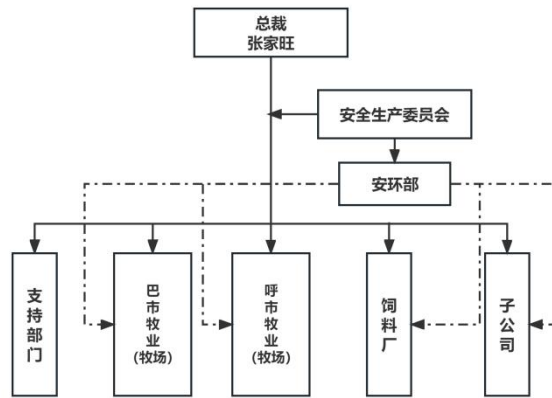 总裁
张家旺
安全生产委员会
安环部
支持部门
巴市牧业
(牧场)
呼市牧业
(牧场)
饲料厂
子公司